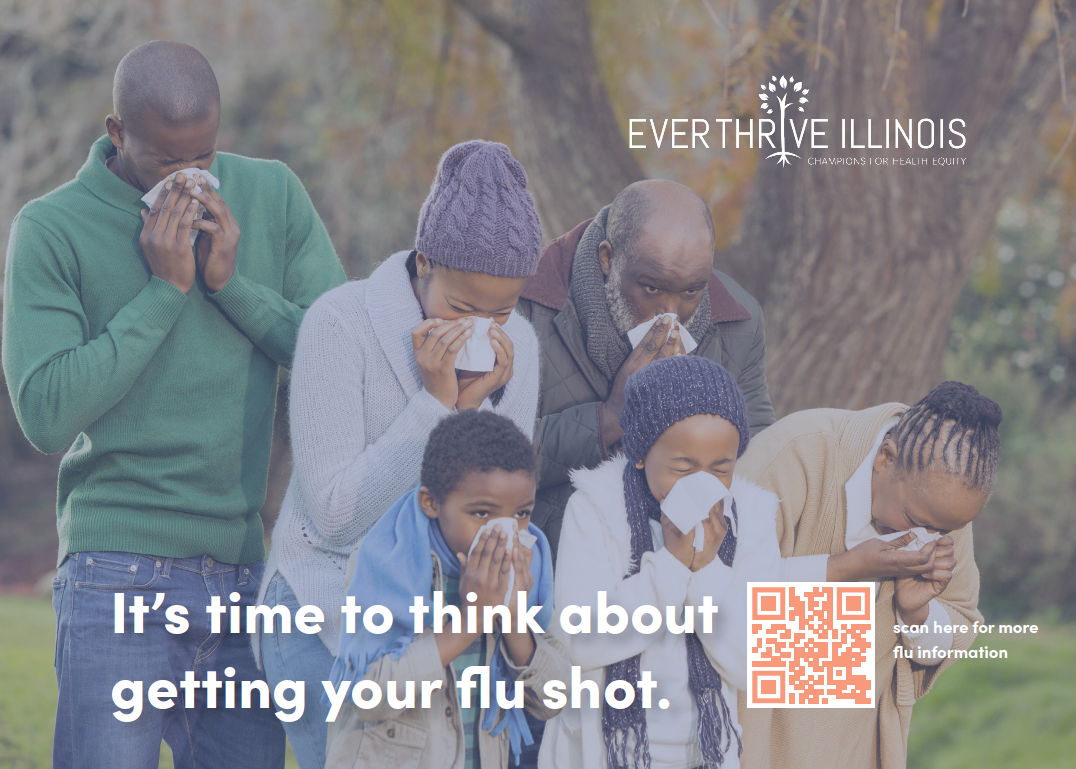 EVERTHRIVE ILLINOIS
CHAMPIONS FOR HEALTH EQUITY
It’s time to think about
getting your flu shot.
scan here for more
flu information